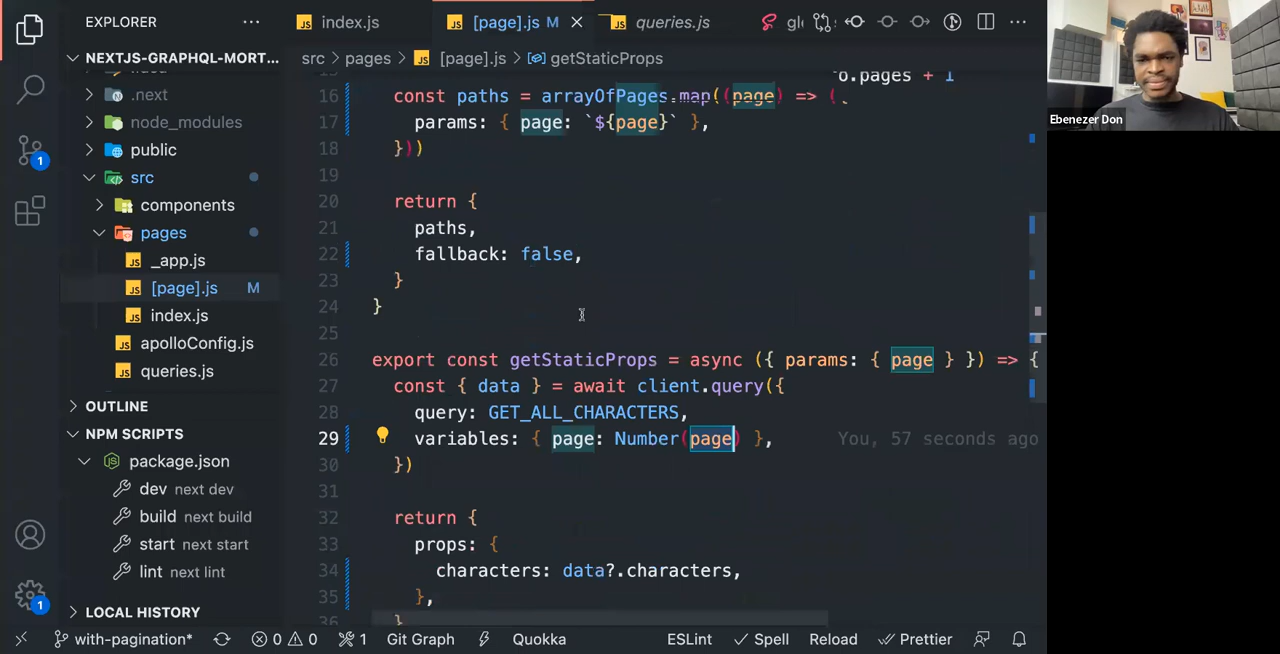 EXPLORER
index.js
[page].js M
queries.js
gl
src > pages > [page].js > getStaticProps
NEXTJS-GRAPHQL-MORT...
.next
node_modules
public
src
components
pages
_app.js
[page].js M
index.js
apolloConfig.js
queries.js
OUTLINE
NPM SCRIPTS
package.json
dev next dev
build next build
start next start
lint next lint
LOCAL HISTORY
o.pages + 1
16 const paths = arrayOfPages.map((page) => (
17 params: { page: `${page}` },
18 }))
19
20 return {
21 paths,
22 fallback: false,
23 }
24 }
25
26 export const getStaticProps = async ({ params: { page } }) => {
27 const { data } = await client.query({
28 query: GET_ALL_CHARACTERS,
29 variables: { page: Number(page) }, You, 57 seconds ago
30 })
31
32 return {
33 props: {
34 characters: data?.characters,
35 },
36 }
1
1
with-pagination* 0 0 1 Git Graph Quokka ESLint Spell Reload Prettier
Ebenezer Don